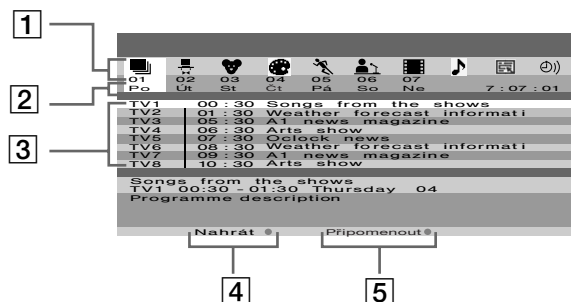 1
01 02 03 04 05 06 07
2
Po Út St Čt Pá So Ne 7:07:01
TV1 00:30 Songs from the shows
TV2 01:30 Weather forecast informati
TV3 05:30 A1 news magazine
3
TV4 06:30 Arts show
TV5 07:30 Oclock news
TV6 08:30 Weather forecast informati
TV7 09:30 A1 news magazine
TV8 10:30 Arts show
Songs from the shows
TV1 00:30 - 01:30 Thursday 04
Programme description
Nahrát Připomenout
4 5